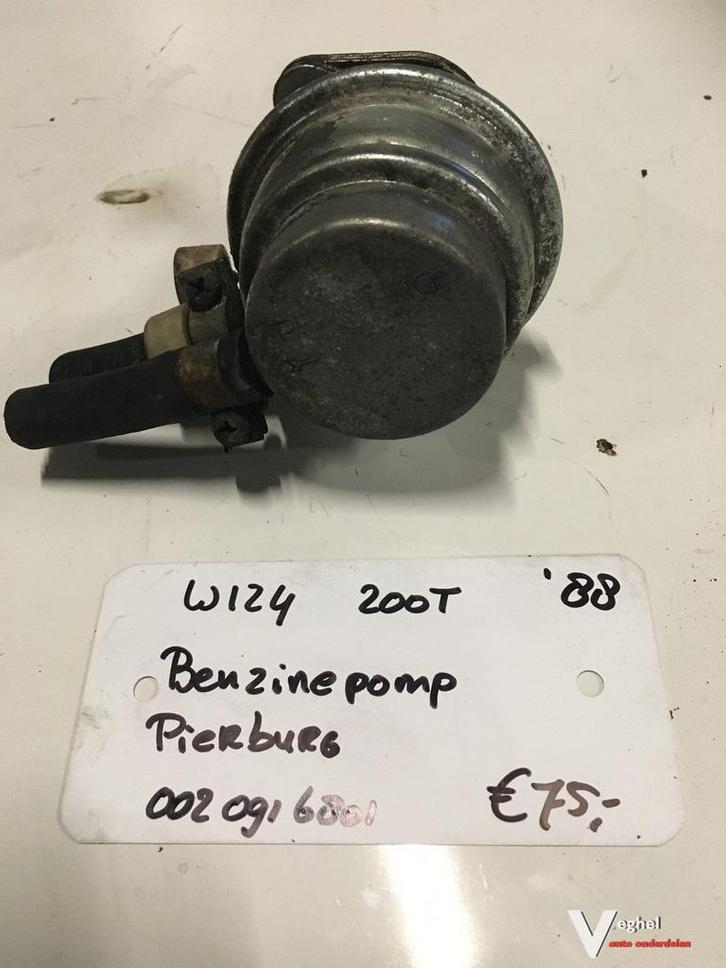 W124 200T '88
Benzinepomp
Pierburg
002 091 6801 €75,-
Veghel
auto onderdelen